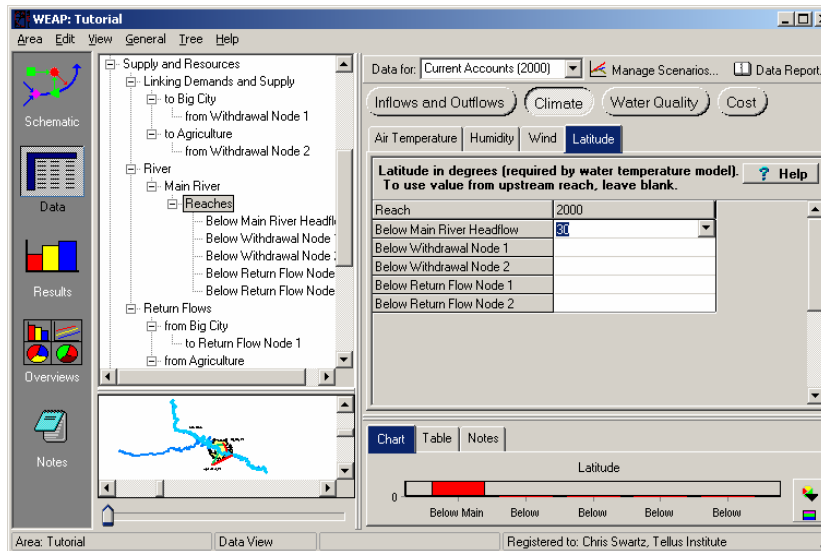 WEAP: Tutorial
Area Edit View General Tree Help
Schematic
Data
Results
Overviews
Notes
Supply and Resources
Linking Demands and Supply
to Big City
from Withdrawal Node 1
to Agriculture
from Withdrawal Node 2
River
Main River
Reaches
Below Main River Headfl
Below Withdrawal Node
Below Withdrawal Node
Below Return Flow Node
Below Return Flow Node
Return Flows
from Big City
to Return Flow Node 1
from Agriculture
Data for: Current Accounts (2000) Manage Scenarios... Data Report
Inflows and Outflows Climate Water Quality Cost
Air Temperature Humidity Wind Latitude
Latitude in degrees (required by water temperature model).
To use value from upstream reach, leave blank.
? Help
Reach 2000
Below Main River Headflow 30
Below Withdrawal Node 1
Below Withdrawal Node 2
Below Return Flow Node 1
Below Return Flow Node 2
Chart Table Notes
Latitude
0
Below Main Below Below Below Below
Area: Tutorial Data View Registered to: Chris Swartz, Tellus Institute